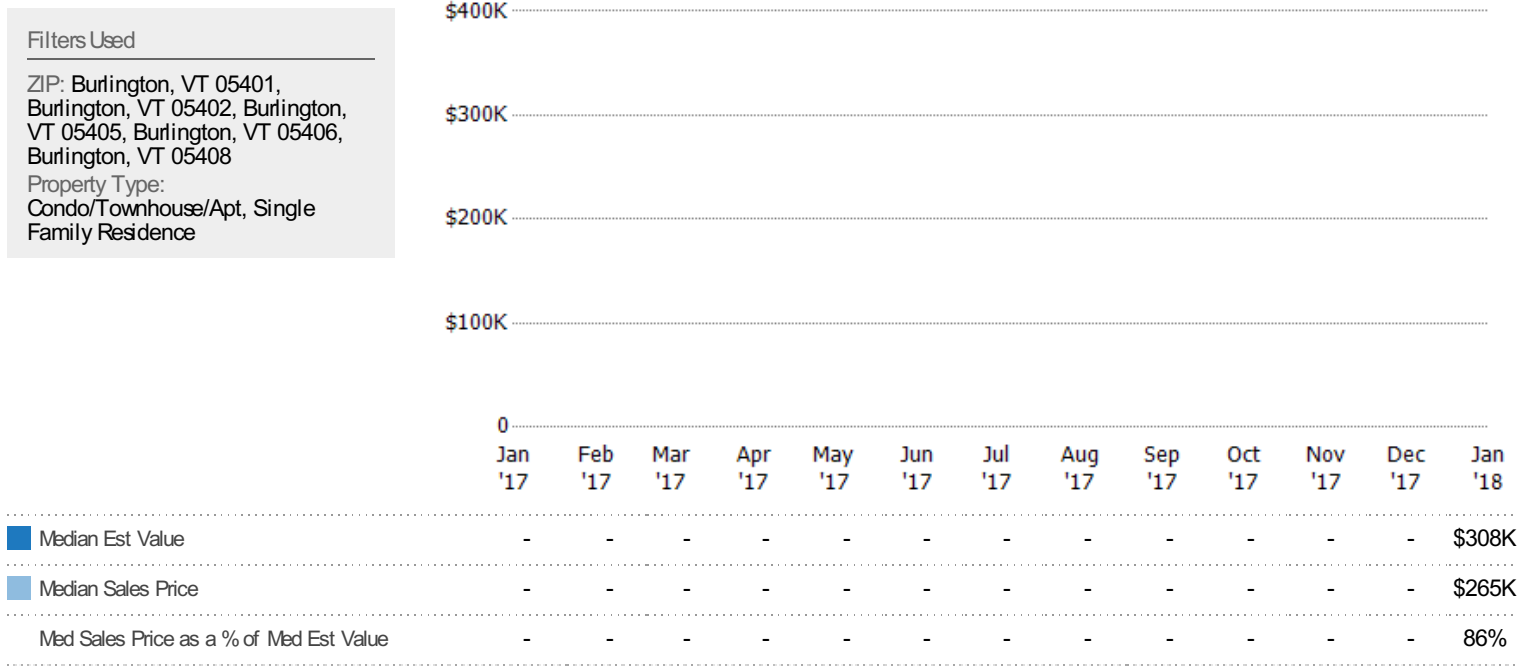 Filters Used
ZIP: Burlington, VT 05401,
Burlington, VT 05402, Burlington,
VT 05405, Burlington, VT 05406,
Burlington, VT 05408
Property Type:
Condo/Townhouse/Apt, Single
Family Residence
$400K
$300K
$200K
$100K
0
Jan Feb Mar Apr May Jun Jul Aug Sep Oct Nov Dec Jan
'17 '17 '17 '17 '17 '17 '17 '17 '17 '17 '17 '17 '18
Median Est Value - - - - - - - - - - - - $308K
Median Sales Price - - - - - - - - - - - - $265K
Med Sales Price as a % of Med Est Value - - - - - - - - - - - - 86%